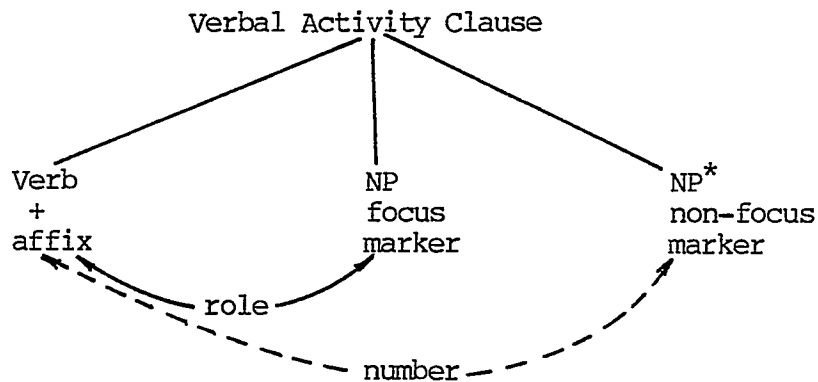 Verbal Activity Clause
Verb NP NP*
+ focus non-focus
affix marker marker
role
number